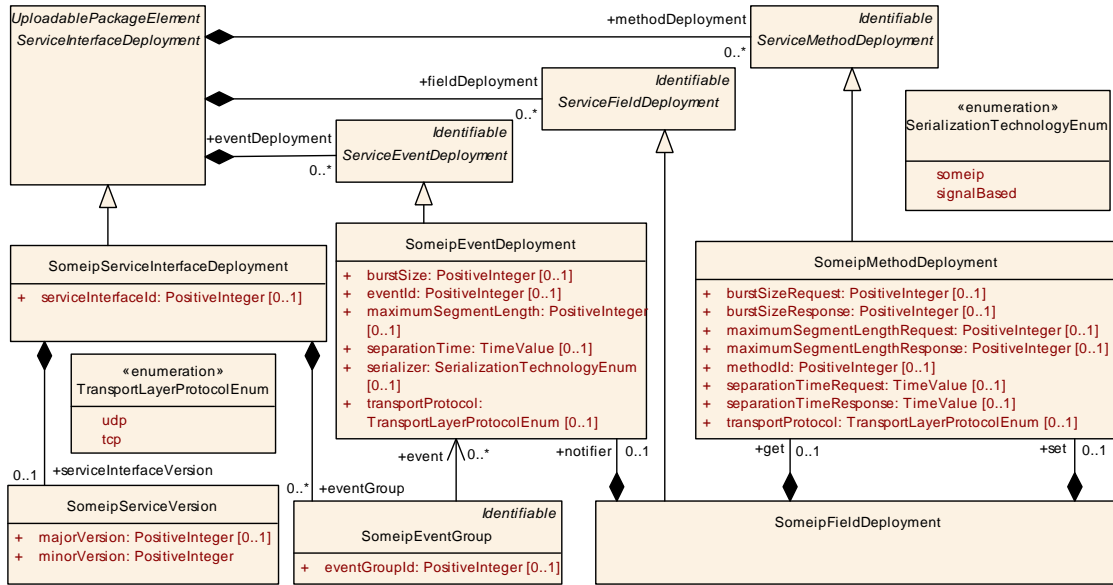 UploadablePackageElement
ServiceInterfaceDeployment
+methodDeployment
0..*
Identifiable
ServiceMethodDeployment
+fieldDeployment
0..*
Identifiable
ServiceFieldDeployment
+eventDeployment
0..*
Identifiable
ServiceEventDeployment
«enumeration»
SerializationTechnologyEnum
someip
signalBased
SomeipServiceInterfaceDeployment
+ serviceInterfaceId: PositiveInteger [0..1]
SomeipEventDeployment
+ burstSize: PositiveInteger [0..1]
+ eventId: PositiveInteger [0..1]
+ maximumSegmentLength: PositiveInteger
[0..1]
+ separationTime: TimeValue [0..1]
+ serializer: SerializationTechnologyEnum
[0..1]
+ transportProtocol:
TransportLayerProtocolEnum [0..1]
SomeipMethodDeployment
+ burstSizeRequest: PositiveInteger [0..1]
+ burstSizeResponse: PositiveInteger [0..1]
+ maximumSegmentLengthRequest: PositiveInteger [0..1]
+ maximumSegmentLengthResponse: PositiveInteger [0..1]
+ methodId: PositiveInteger [0..1]
+ separationTimeRequest: TimeValue [0..1]
+ separationTimeResponse: TimeValue [0..1]
+ transportProtocol: TransportLayerProtocolEnum [0..1]
«enumeration»
TransportLayerProtocolEnum
udp
tcp
+serviceInterfaceVersion
0..1
+eventGroup
0..*
+event
0..*
+notifier
0..1
+get
0..1
+set
0..1
SomeipServiceVersion
+ majorVersion: PositiveInteger [0..1]
+ minorVersion: PositiveInteger
Identifiable
SomeipEventGroup
+ eventGroupId: PositiveInteger [0..1]
SomeipFieldDeployment